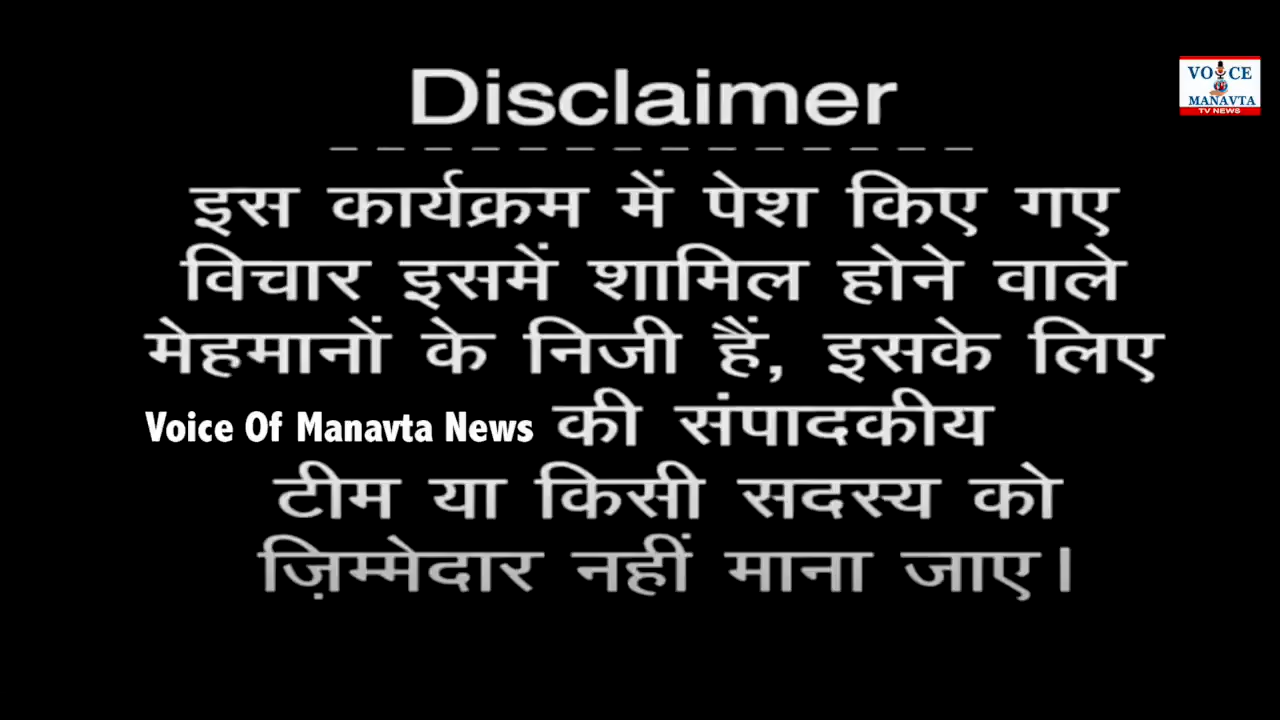 VOICE
OF
MANAVTA
TV NEWS
Disclaimer
इस कार्यक्रम में पेश किए गए
विचार इसमें शामिल होने वाले
मेहमानों के निजी हैं, इसके लिए
Voice Of Manavta News की संपादकीय
टीम या किसी सदस्य को
ज़िम्मेदार नहीं माना जाए।